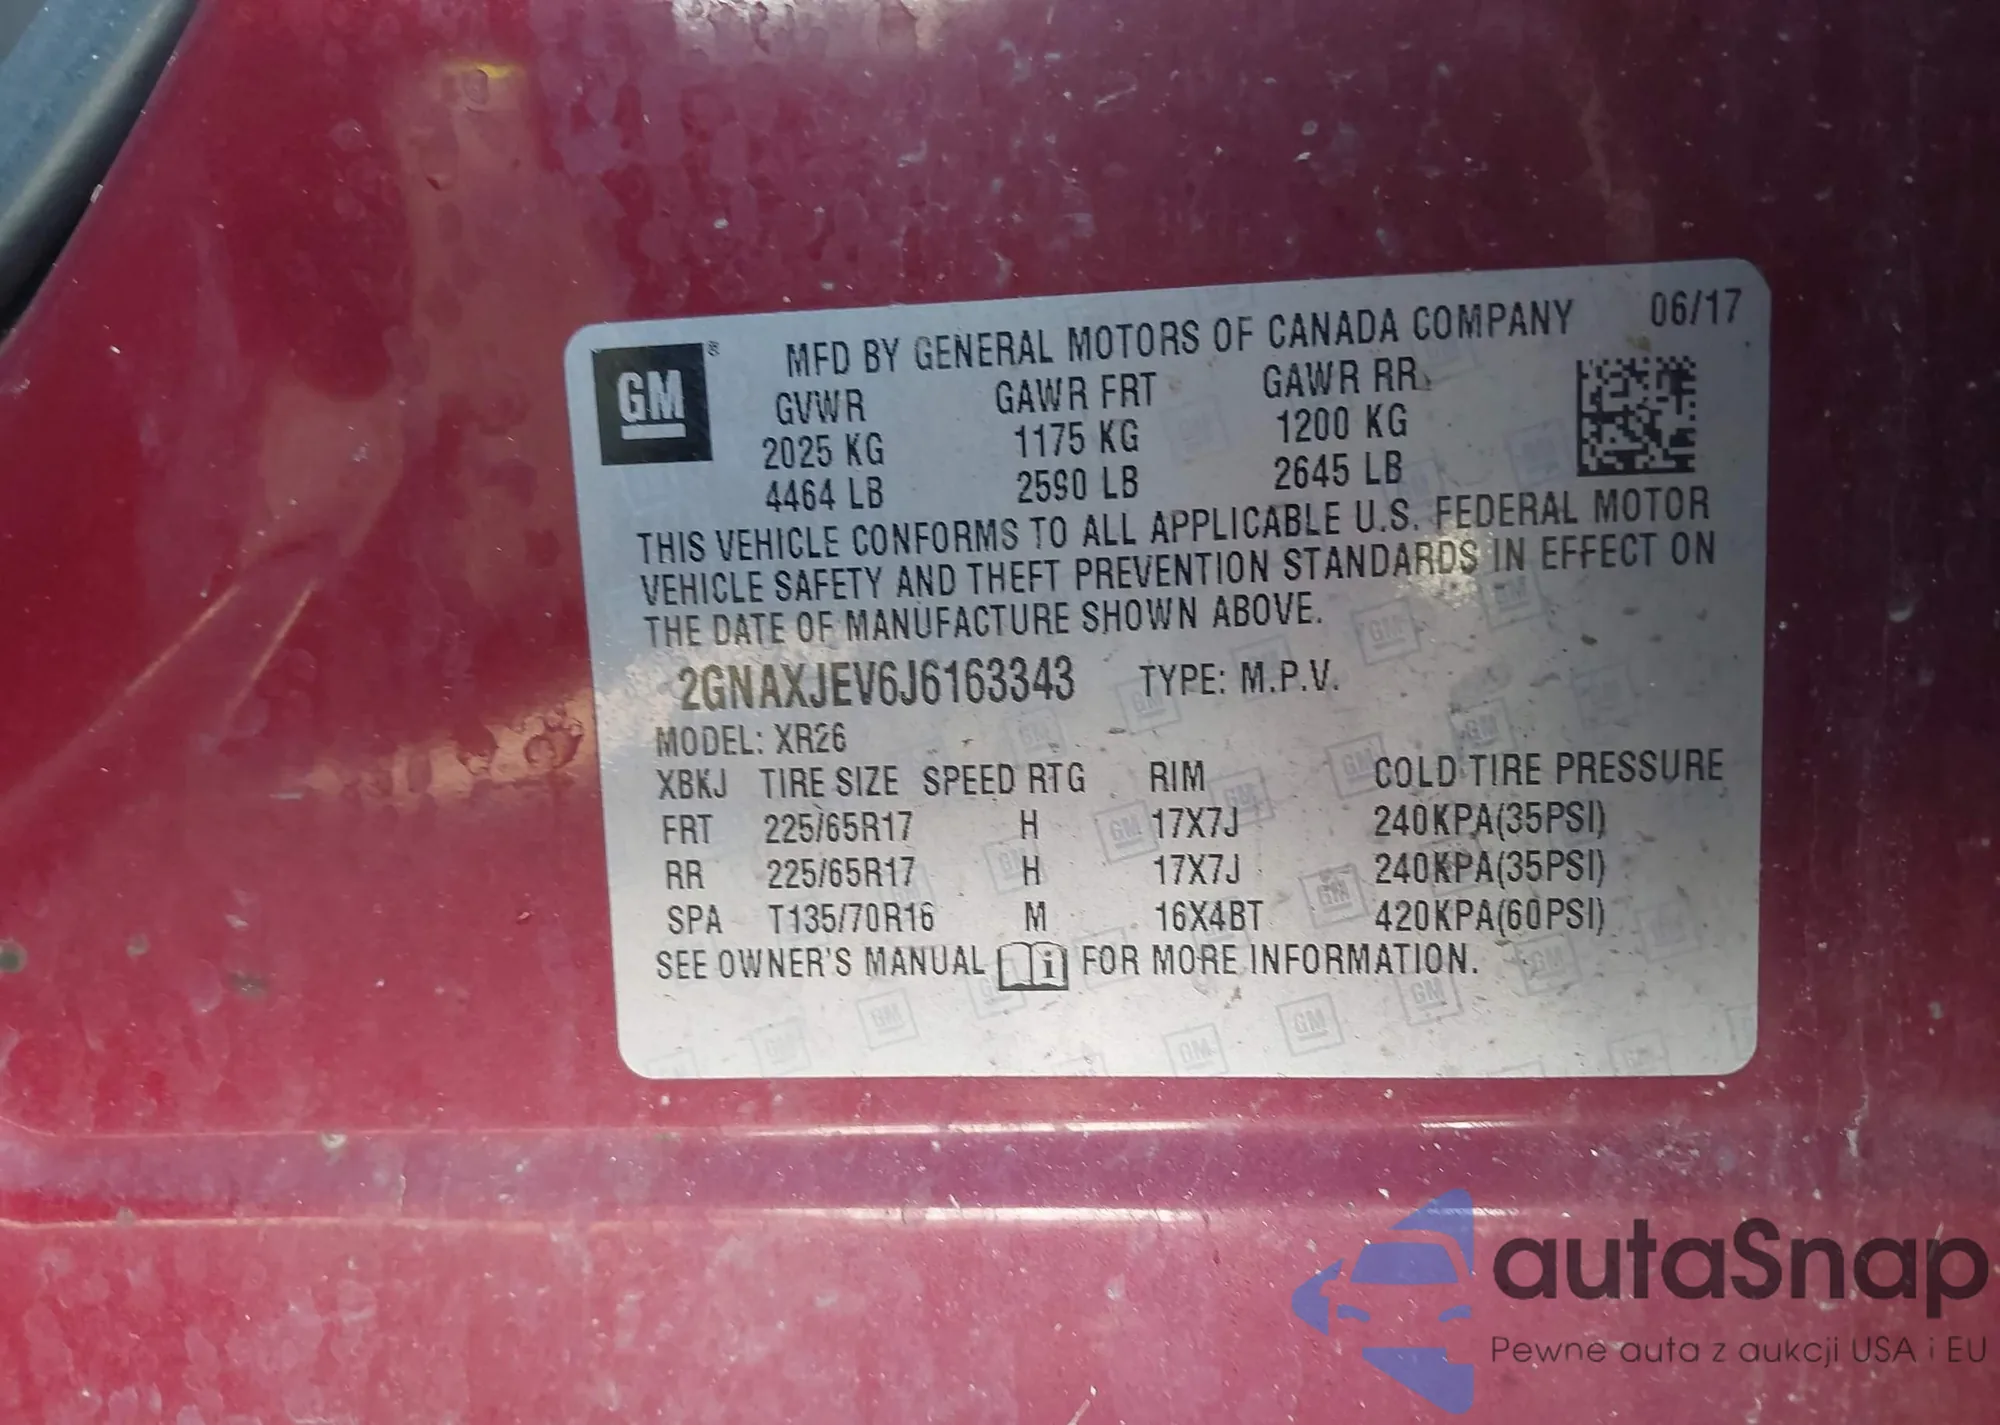 GM®
MFD BY GENERAL MOTORS OF CANADA COMPANY 06/17
GVWR GAWR FRT GAWR RR
2025 KG 1175 KG 1200 KG
4464 LB 2590 LB 2645 LB
THIS VEHICLE CONFORMS TO ALL APPLICABLE U.S. FEDERAL MOTOR
VEHICLE SAFETY AND THEFT PREVENTION STANDARDS IN EFFECT ON
THE DATE OF MANUFACTURE SHOWN ABOVE.
2GNAXJEV6J6163343 TYPE: M.P.V.
MODEL: XR26
XBKJ TIRE SIZE SPEED RTG RIM COLD TIRE PRESSURE
FRT 225/65R17 H 17X7J 240KPA(35PSI)
RR 225/65R17 H 17X7J 240KPA(35PSI)
SPA T135/70R16 M 16X4BT 420KPA(60PSI)
SEE OWNER'S MANUAL i FOR MORE INFORMATION.
autaSnap
Pewne auta z aukcji USA i EU